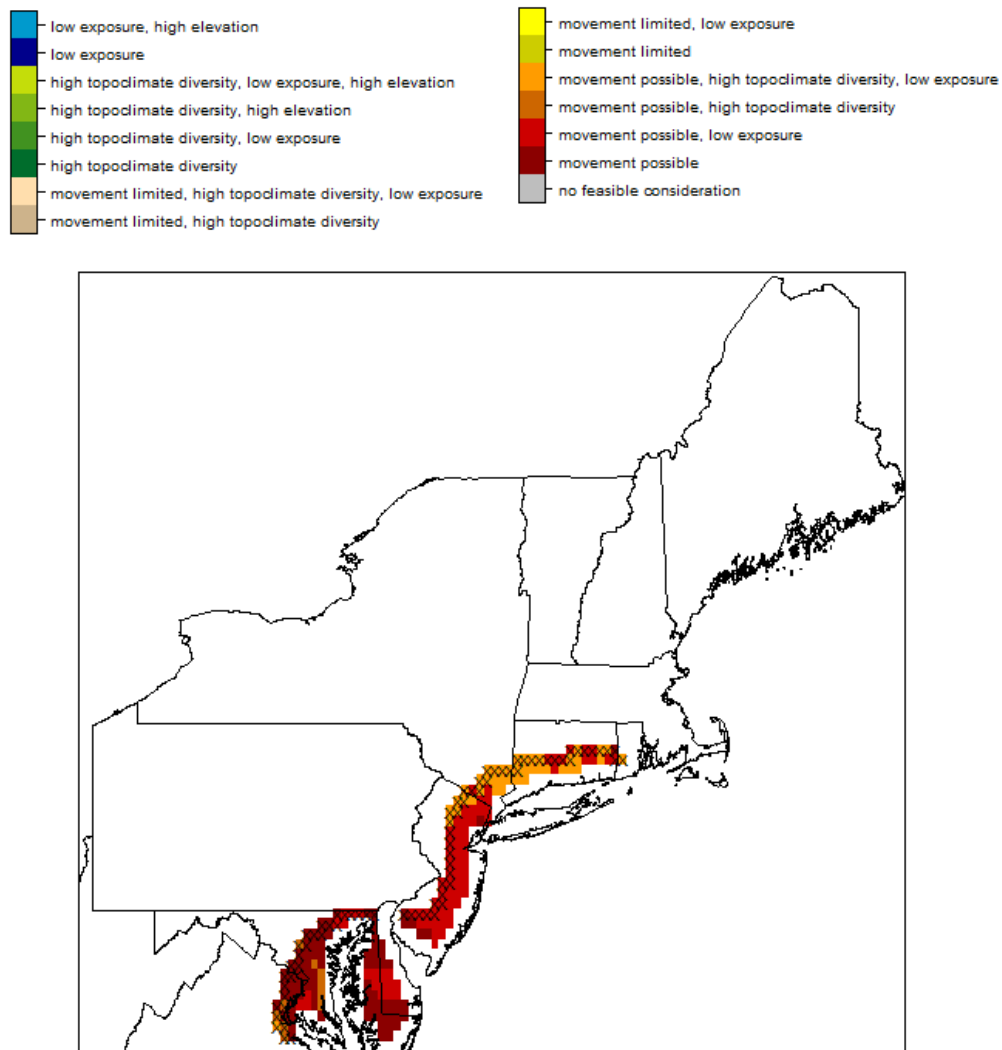 low exposure, high elevation
low exposure
high topoclimate diversity, low exposure, high elevation
high topoclimate diversity, high elevation
high topoclimate diversity, low exposure
high topoclimate diversity
movement limited, high topoclimate diversity, low exposure
movement limited, high topoclimate diversity
movement limited, low exposure
movement limited
movement possible, high topoclimate diversity, low exposure
movement possible, high topoclimate diversity
movement possible, low exposure
movement possible
no feasible consideration